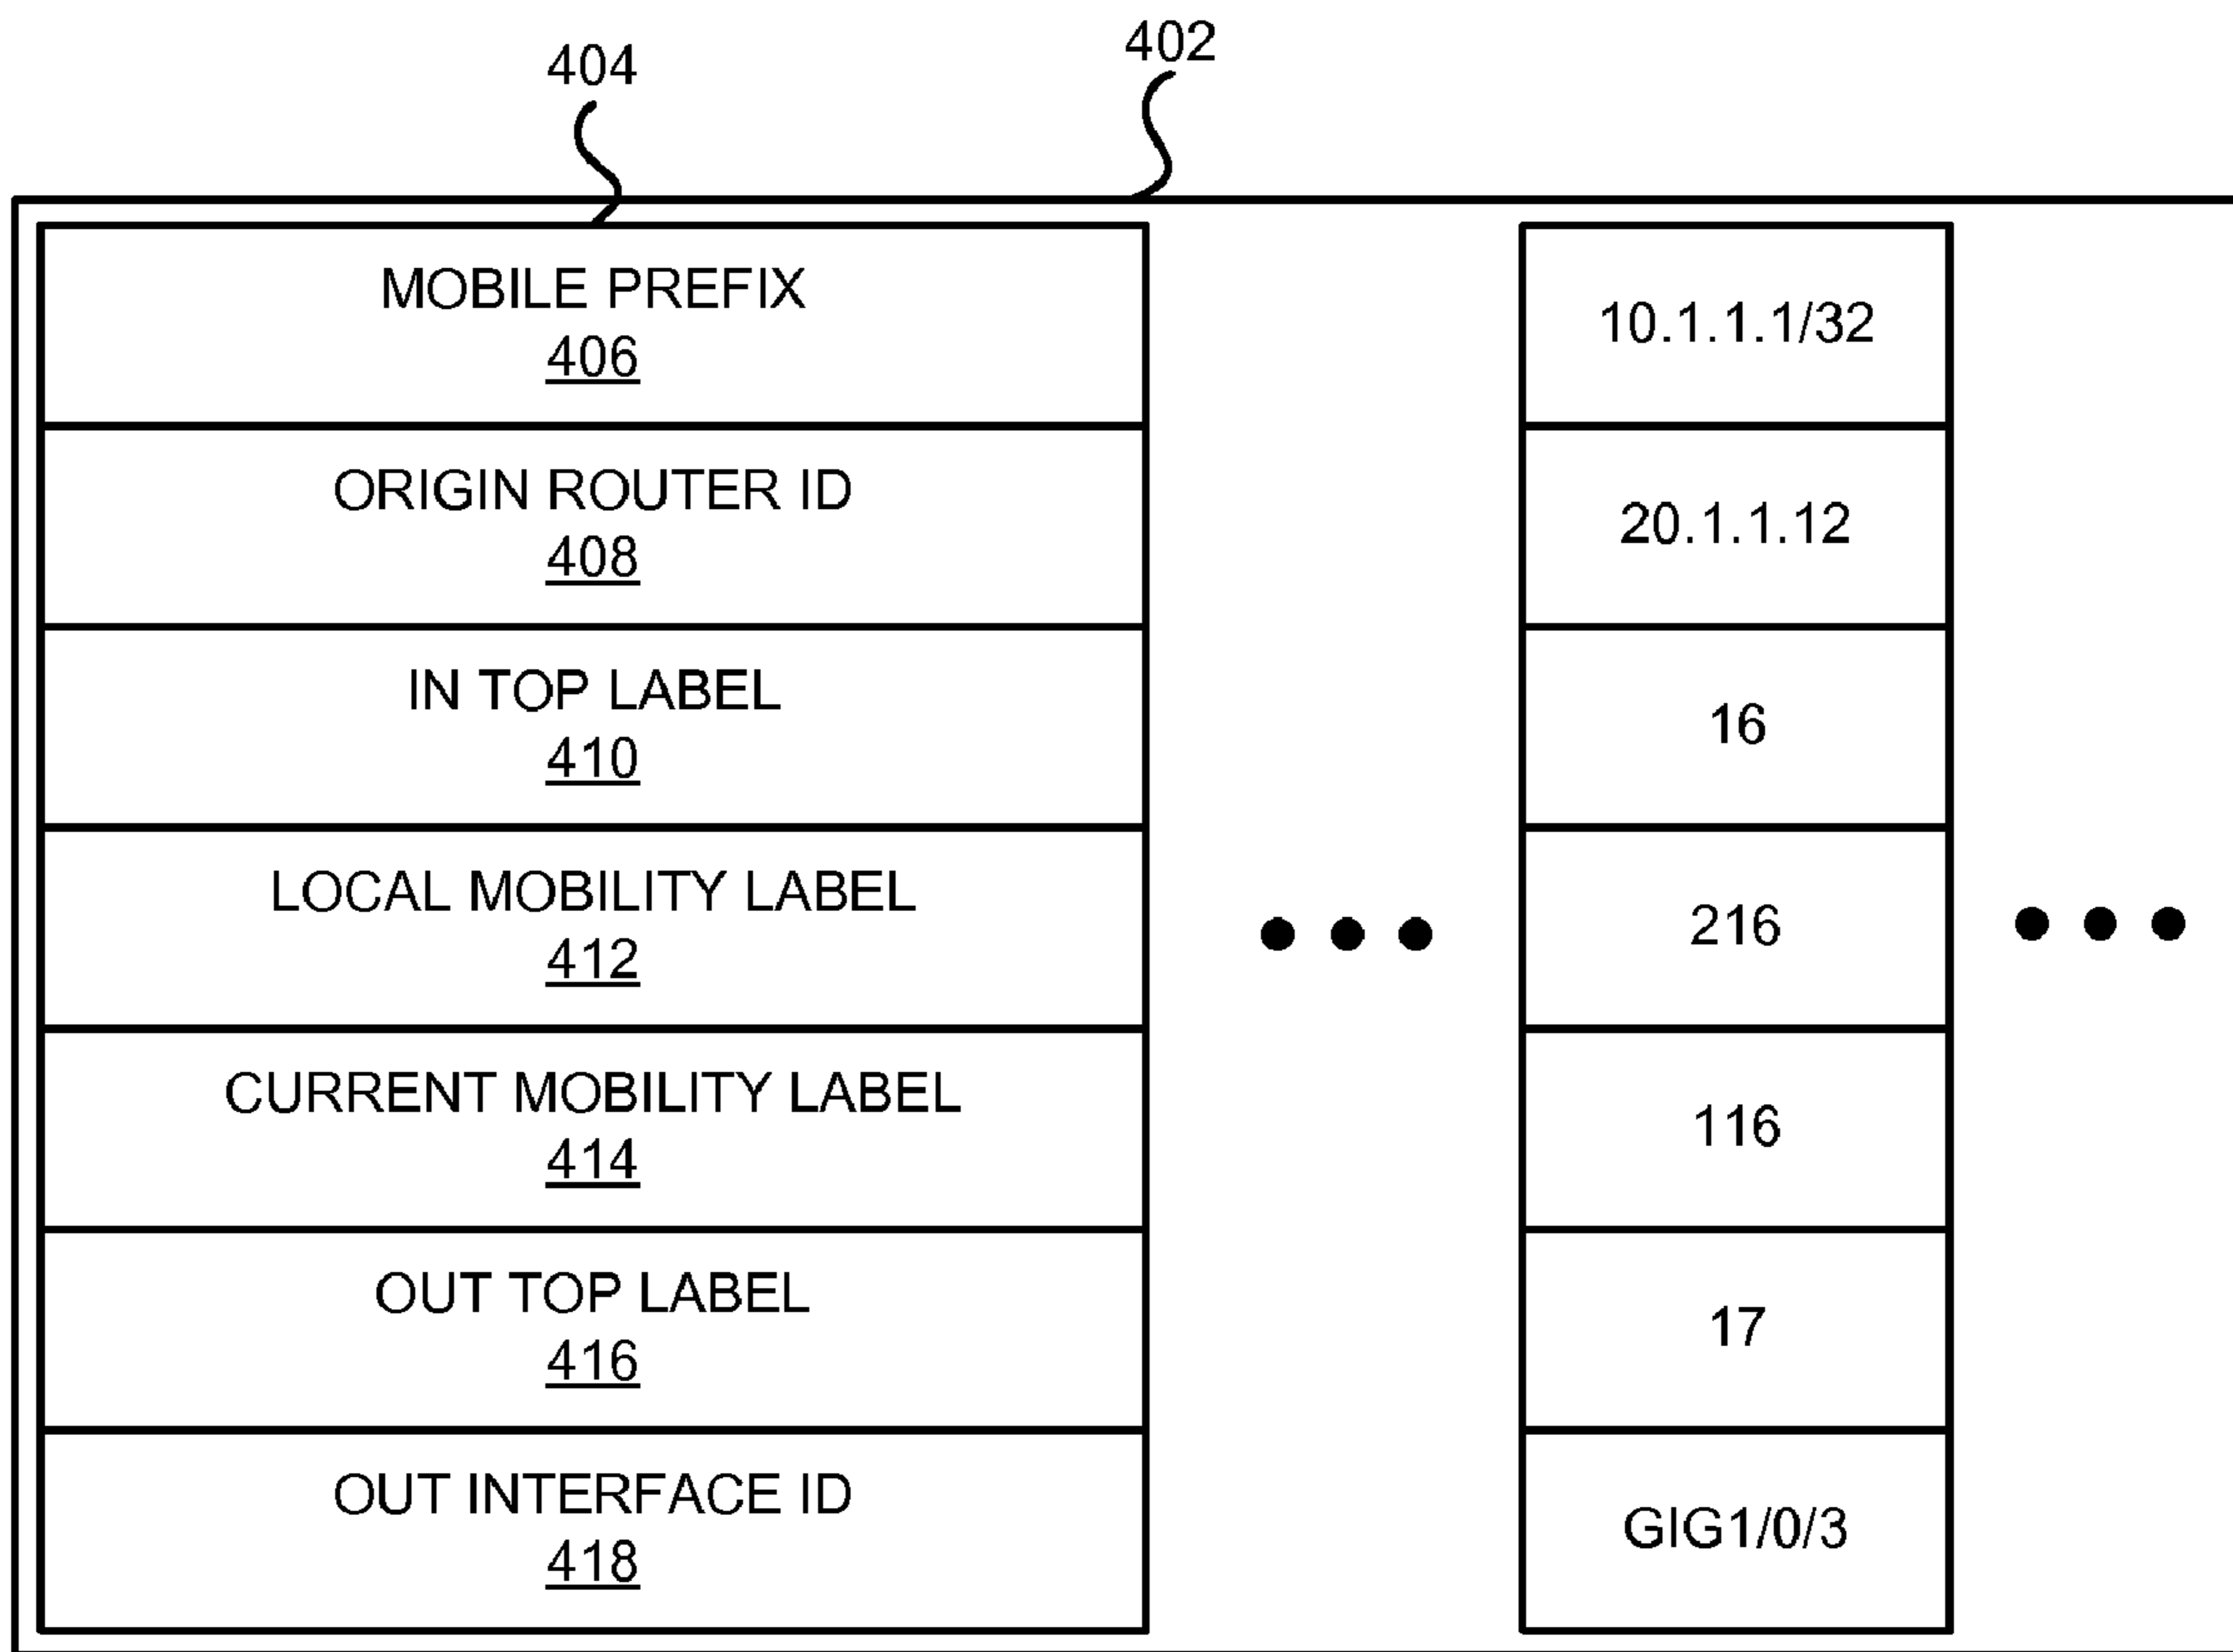 404
402
MOBILE PREFIX
406
10.1.1.1/32
ORIGIN ROUTER ID
408
20.1.1.12
IN TOP LABEL
410
16
LOCAL MOBILITY LABEL
412
216
CURRENT MOBILITY LABEL
414
116
OUT TOP LABEL
416
17
OUT INTERFACE ID
418
GIG1/0/3